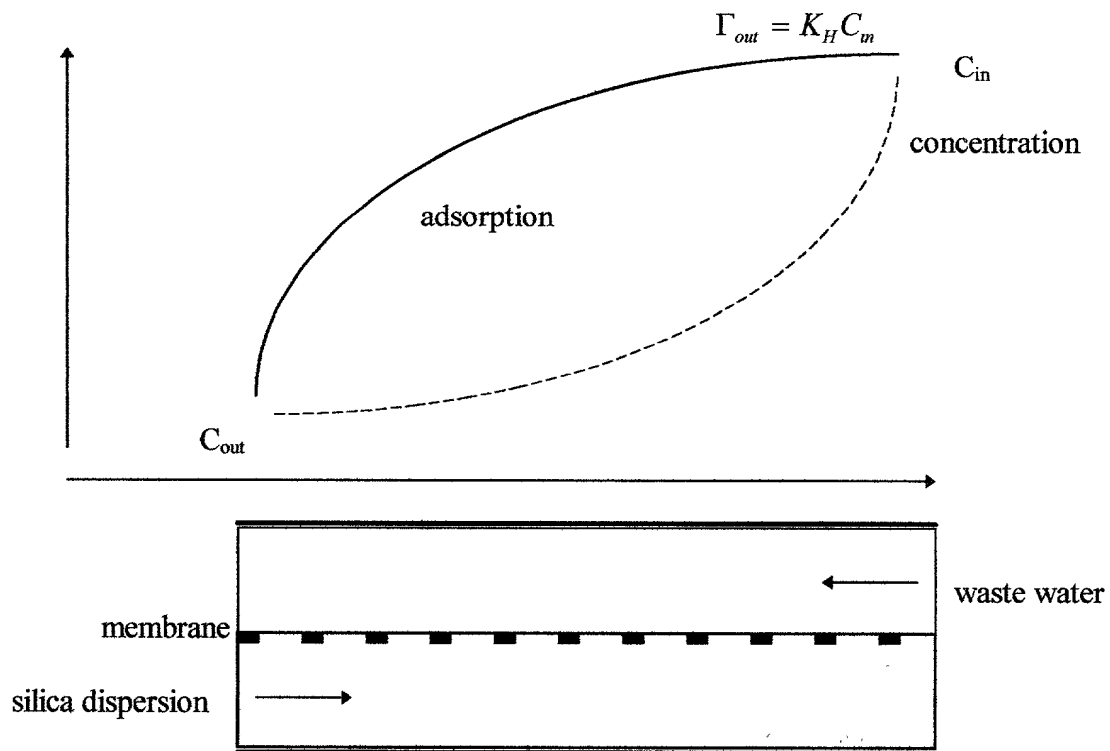 Γout = KHCin
Cin
concentration
adsorption
Cout
waste water
membrane
silica dispersion